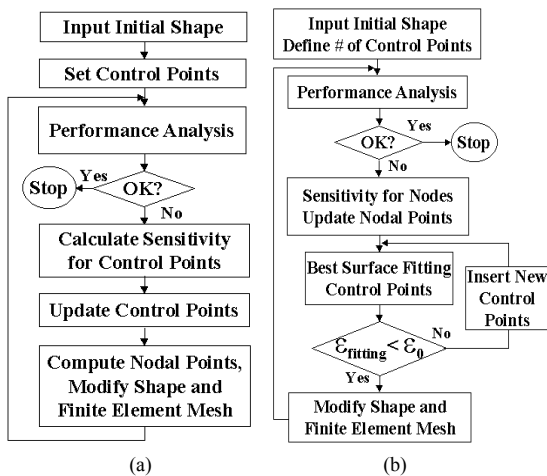 Input Initial Shape
Set Control Points
Performance Analysis
OK?
Yes
Stop
No
Calculate Sensitivity
for Control Points
Update Control Points
Compute Nodal Points,
Modify Shape and
Finite Element Mesh
(a)
Input Initial Shape
Define # of Control Points
Performance Analysis
OK?
Yes
Stop
No
Sensitivity for Nodes
Update Nodal Points
Best Surface Fitting
Control Points
Insert New
Control
Points
εfitting < ε0
No
Yes
Modify Shape and
Finite Element Mesh
(b)